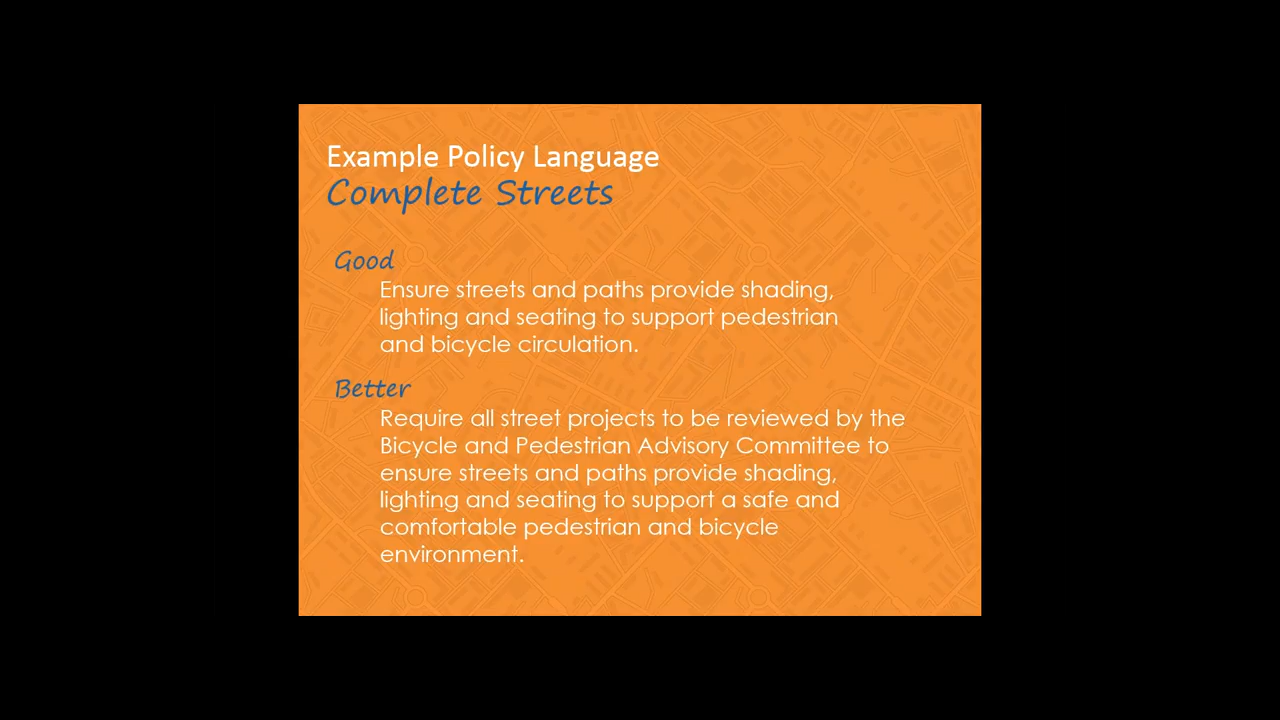 Example Policy Language
Complete Streets
Good
Ensure streets and paths provide shading,
lighting and seating to support pedestrian
and bicycle circulation.
Better
Require all street projects to be reviewed by the
Bicycle and Pedestrian Advisory Committee to
ensure streets and paths provide shading,
lighting and seating to support a safe and
comfortable pedestrian and bicycle
environment.